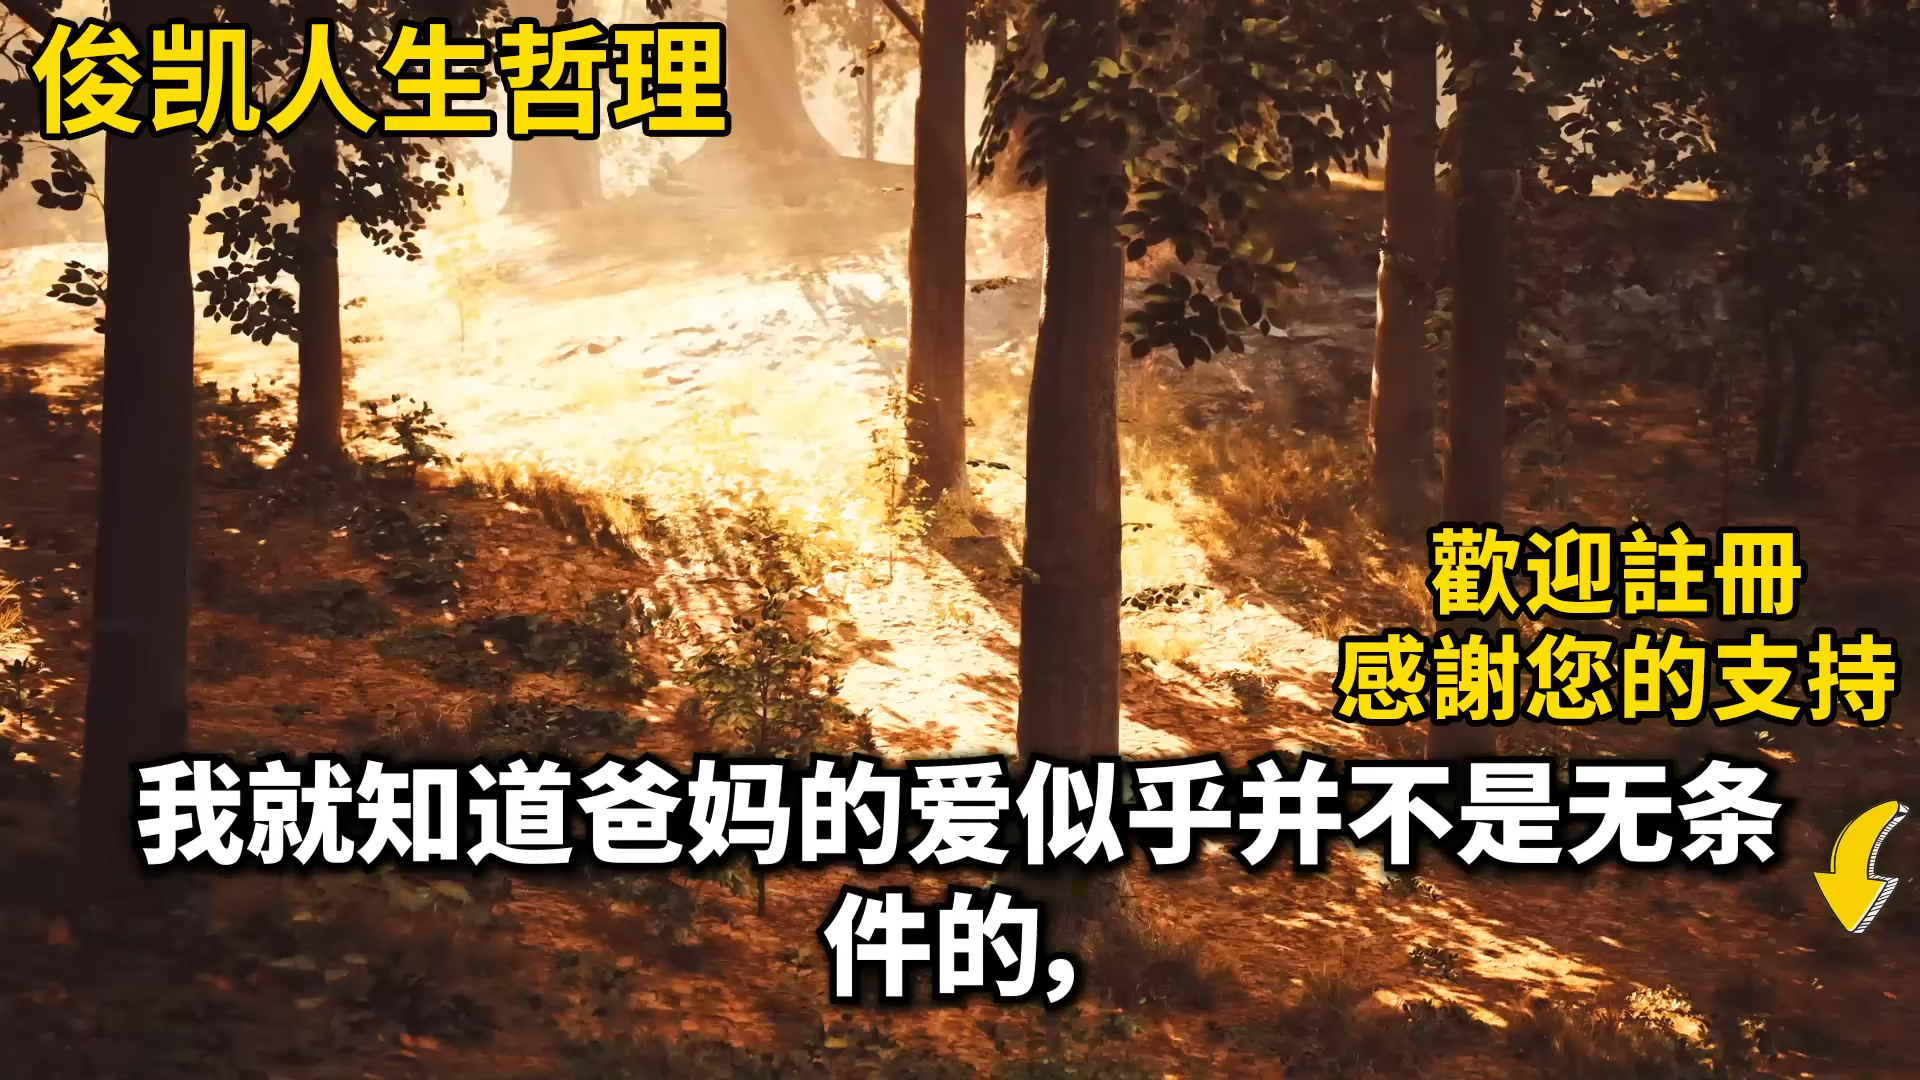 俊凯人生哲理
歡迎註冊
感謝您的支持
我就知道爸妈的爱似乎并不是无条
件的,